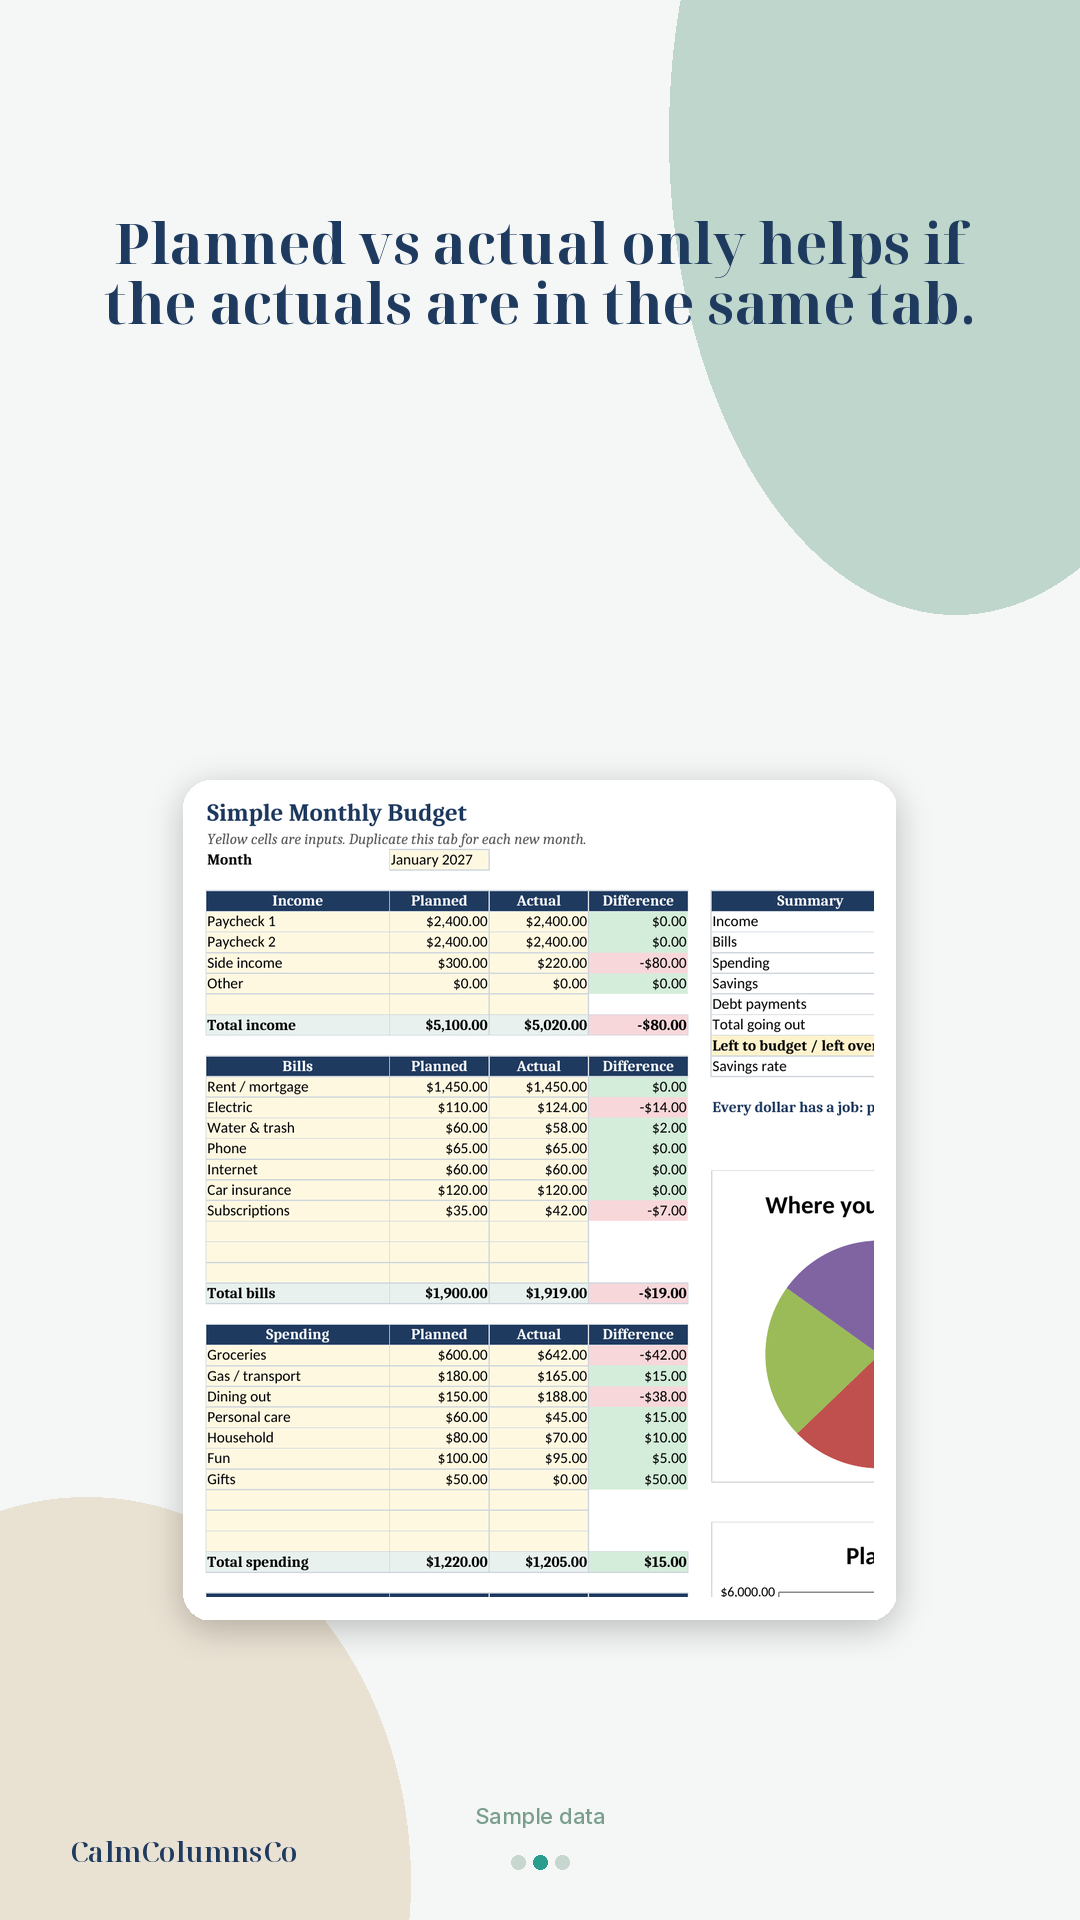 Planned vs actual only helps if
the actuals are in the same tab.
Simple Monthly Budget
Yellow cells are inputs. Duplicate this tab for each new month.
Month January 2027
Income Planned Actual Difference
Paycheck 1 $2,400.00 $2,400.00 $0.00
Paycheck 2 $2,400.00 $2,400.00 $0.00
Side income $300.00 $220.00 -$80.00
Other $0.00 $0.00 $0.00
Total income $5,100.00 $5,020.00 -$80.00
Bills Planned Actual Difference
Rent / mortgage $1,450.00 $1,450.00 $0.00
Electric $110.00 $124.00 -$14.00
Water & trash $60.00 $58.00 $2.00
Phone $65.00 $65.00 $0.00
Internet $60.00 $60.00 $0.00
Car insurance $120.00 $120.00 $0.00
Subscriptions $35.00 $42.00 -$7.00
Total bills $1,900.00 $1,919.00 -$19.00
Spending Planned Actual Difference
Groceries $600.00 $642.00 -$42.00
Gas / transport $180.00 $165.00 $15.00
Dining out $150.00 $188.00 -$38.00
Personal care $60.00 $45.00 $15.00
Household $80.00 $70.00 $10.00
Fun $100.00 $95.00 $5.00
Gifts $50.00 $0.00 $50.00
Total spending $1,220.00 $1,205.00 $15.00
Summary
Income
Bills
Spending
Savings
Debt payments
Total going out
Left to budget / left over
Savings rate
Every dollar has a job: p
Where you
Pla
$6,000.00
Sample data
CalmColumnsCo